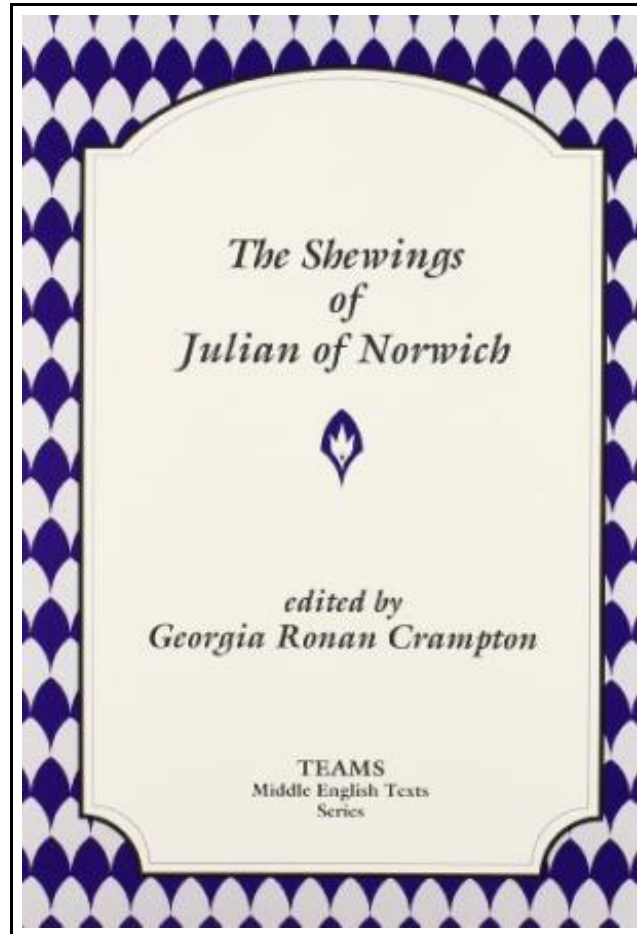 The Shewings
of
Julian of Norwich
edited by
Georgia Ronan Crampton
TEAMS
Middle English Texts
Series